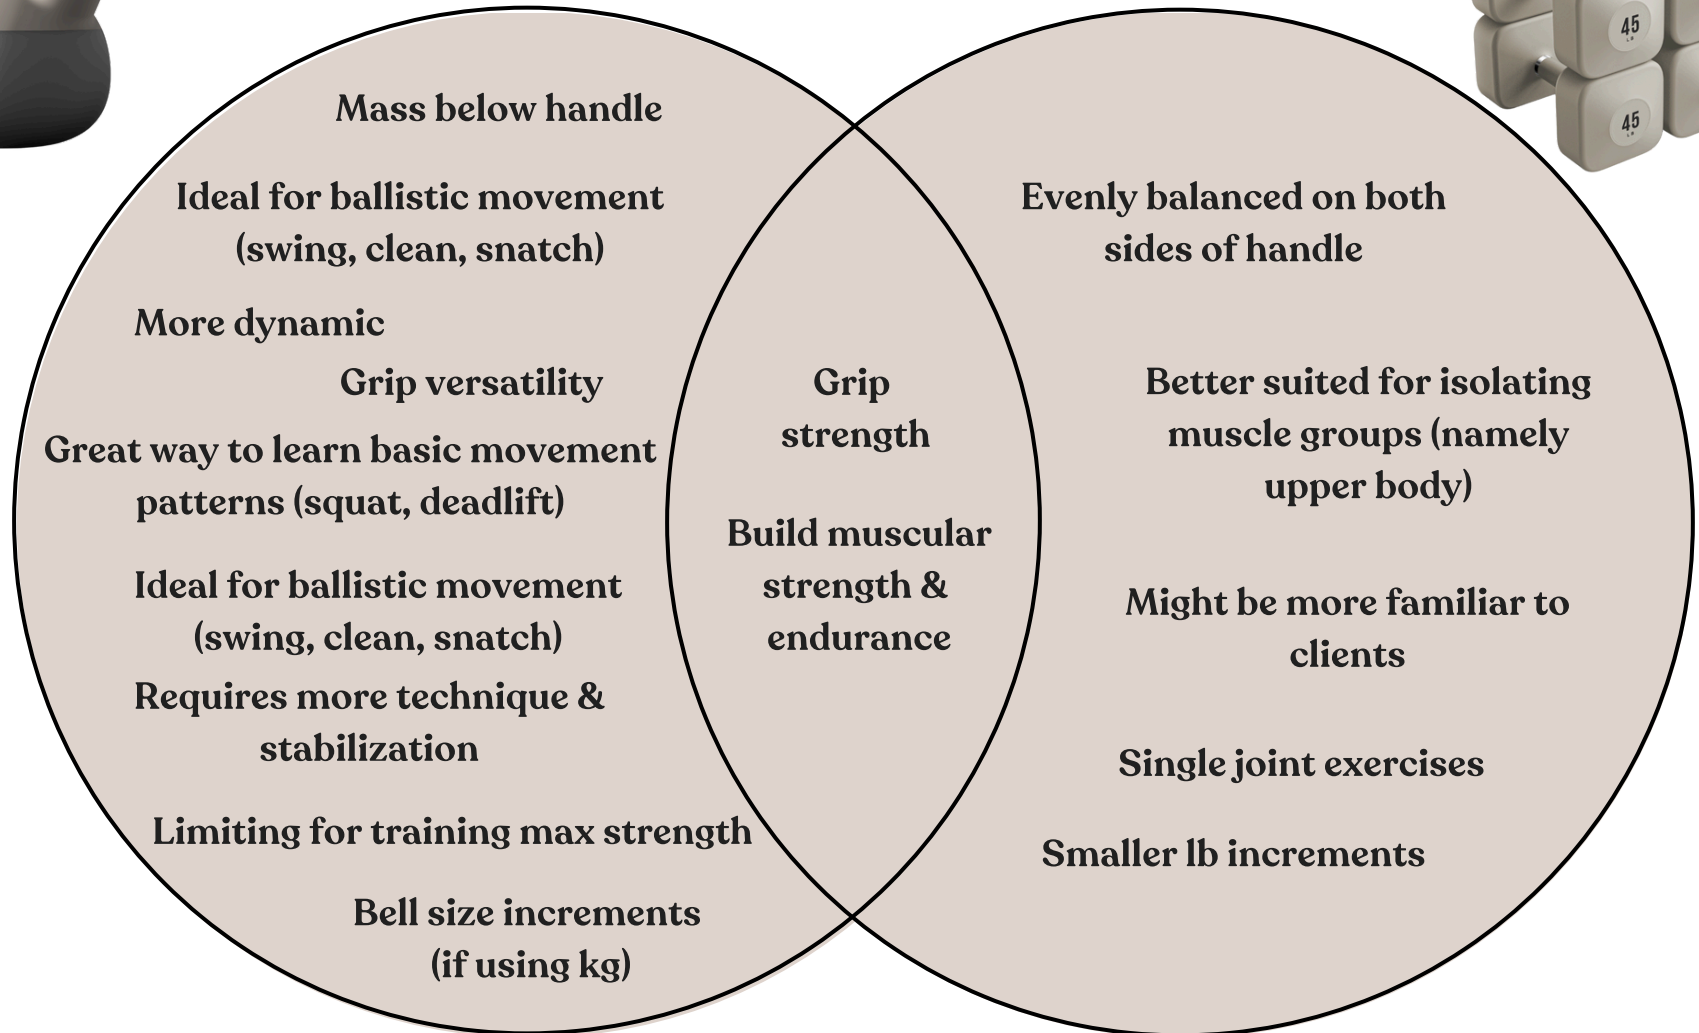 45
LB
45
LB
Mass below handle
Ideal for ballistic movement
(swing, clean, snatch)
More dynamic
Grip versatility
Great way to learn basic movement
patterns (squat, deadlift)
Ideal for ballistic movement
(swing, clean, snatch)
Requires more technique &
stabilization
Limiting for training max strength
Bell size increments
(if using kg)
Grip
strength
Build muscular
strength &
endurance
Evenly balanced on both
sides of handle
Better suited for isolating
muscle groups (namely
upper body)
Might be more familiar to
clients
Single joint exercises
Smaller lb increments